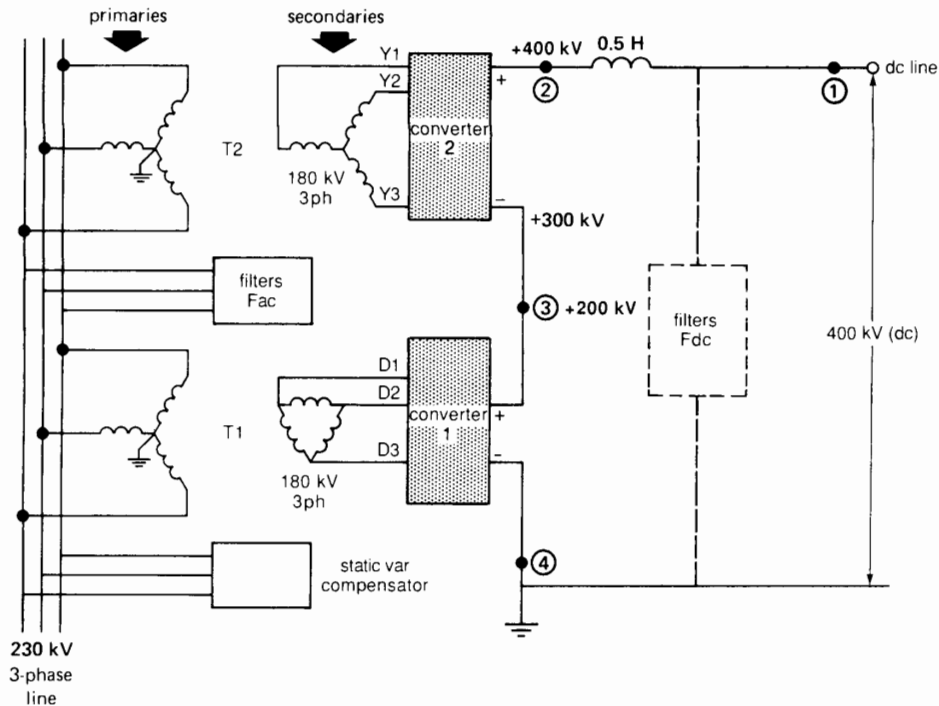 primaries
secondaries
Y1
Y2
Y3
T2
180 kV
3ph
converter
2
+
–
+400 kV
②
0.5 H
①
dc line
+300 kV
filters
Fac
③ +200 kV
filters
Fdc
400 kV (dc)
D1
D2
D3
T1
180 kV
3ph
converter
1
+
–
④
static var
compensator
230 kV
3-phase
line